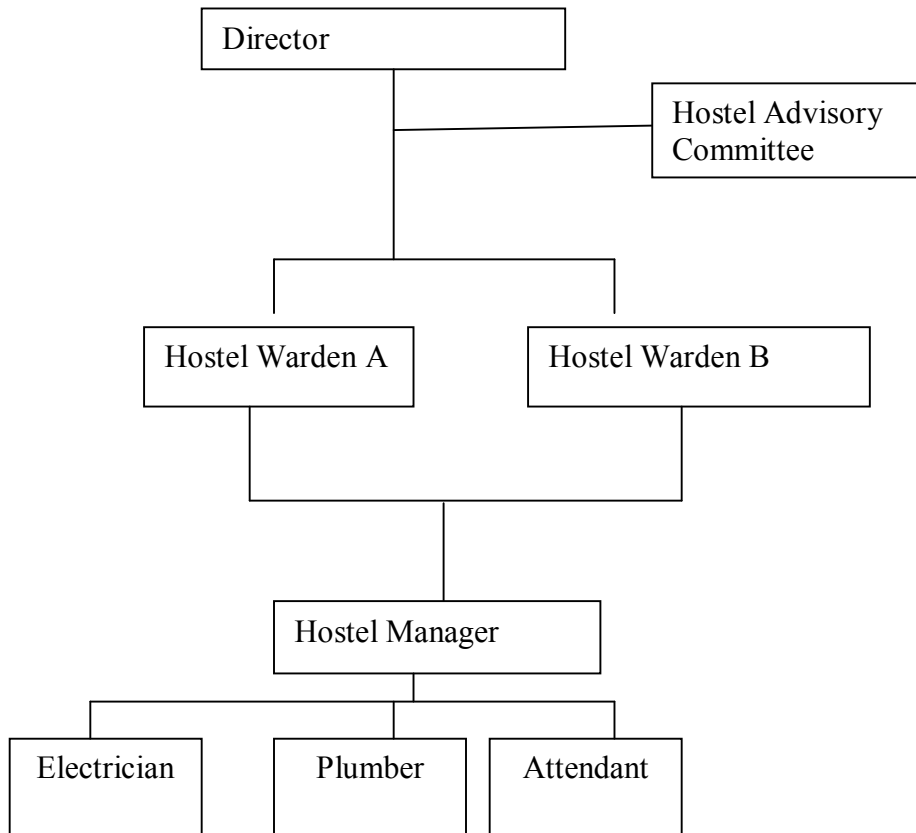 Director
Hostel Advisory
Committee
Hostel Warden A
Hostel Warden B
Hostel Manager
Electrician
Plumber
Attendant